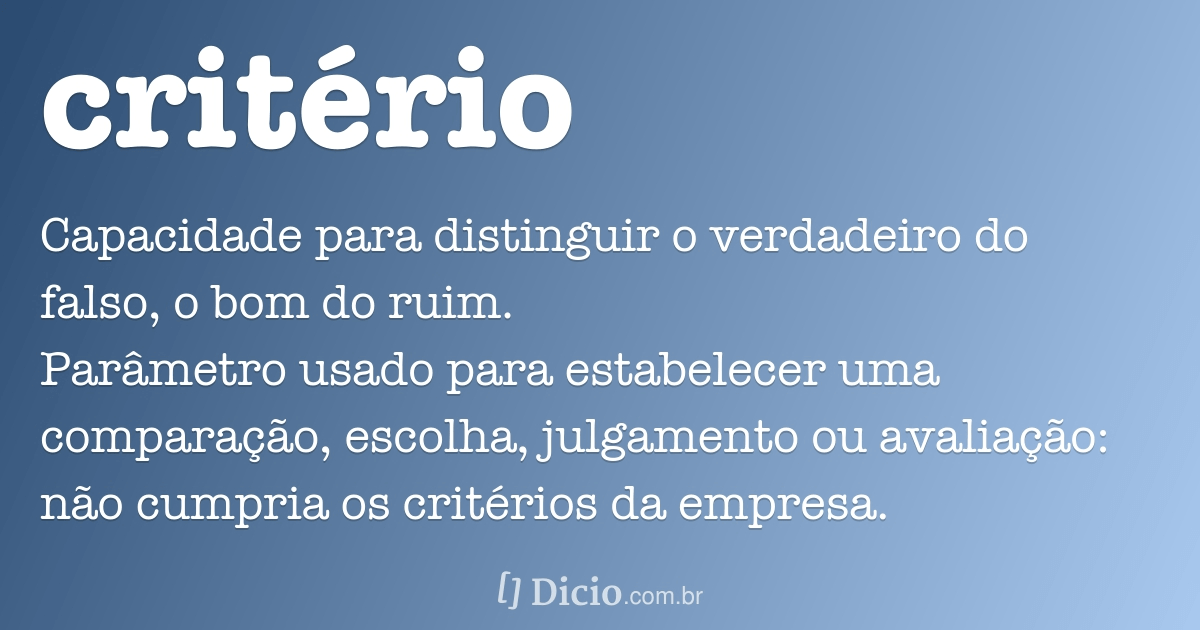 critério
Capacidade para distinguir o verdadeiro do
falso, o bom do ruim.
Parâmetro usado para estabelecer uma
comparação, escolha, julgamento ou avaliação:
não cumpria os critérios da empresa.
[] Dicio.com.br